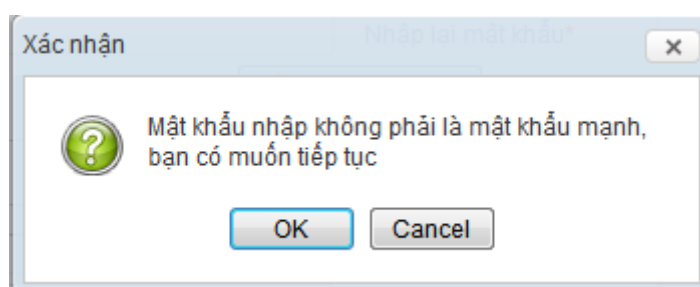 Xác nhận
Nhập lại mật khẩu*
Mật khẩu nhập không phải là mật khẩu mạnh,
bạn có muốn tiếp tục
OK
Cancel